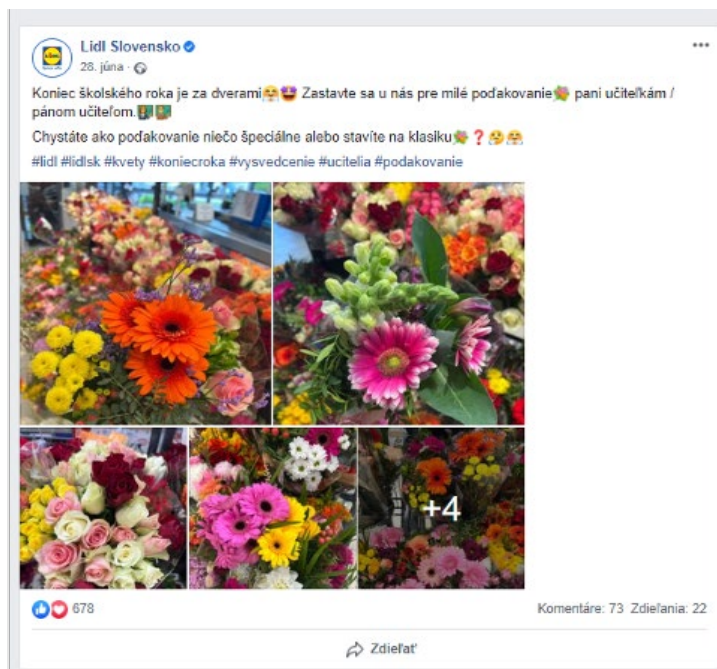 Lidl Slovensko
28. júna ·
Koniec školského roka je za dverami🤗🤩 Zastavte sa u nás pre milé poďakovanie💐 pani učiteľkám /
pánom učiteľom.👩‍🏫👨‍🏫
Chystáte ako poďakovanie niečo špeciálne alebo stavíte na klasiku💐❓🤔🤗
#lidl #lidlsk #kvety #koniecroka #vysvedcenie #ucitelia #podakovanie
+4
678 Komentáre: 73 Zdieľania: 22
Zdieľať